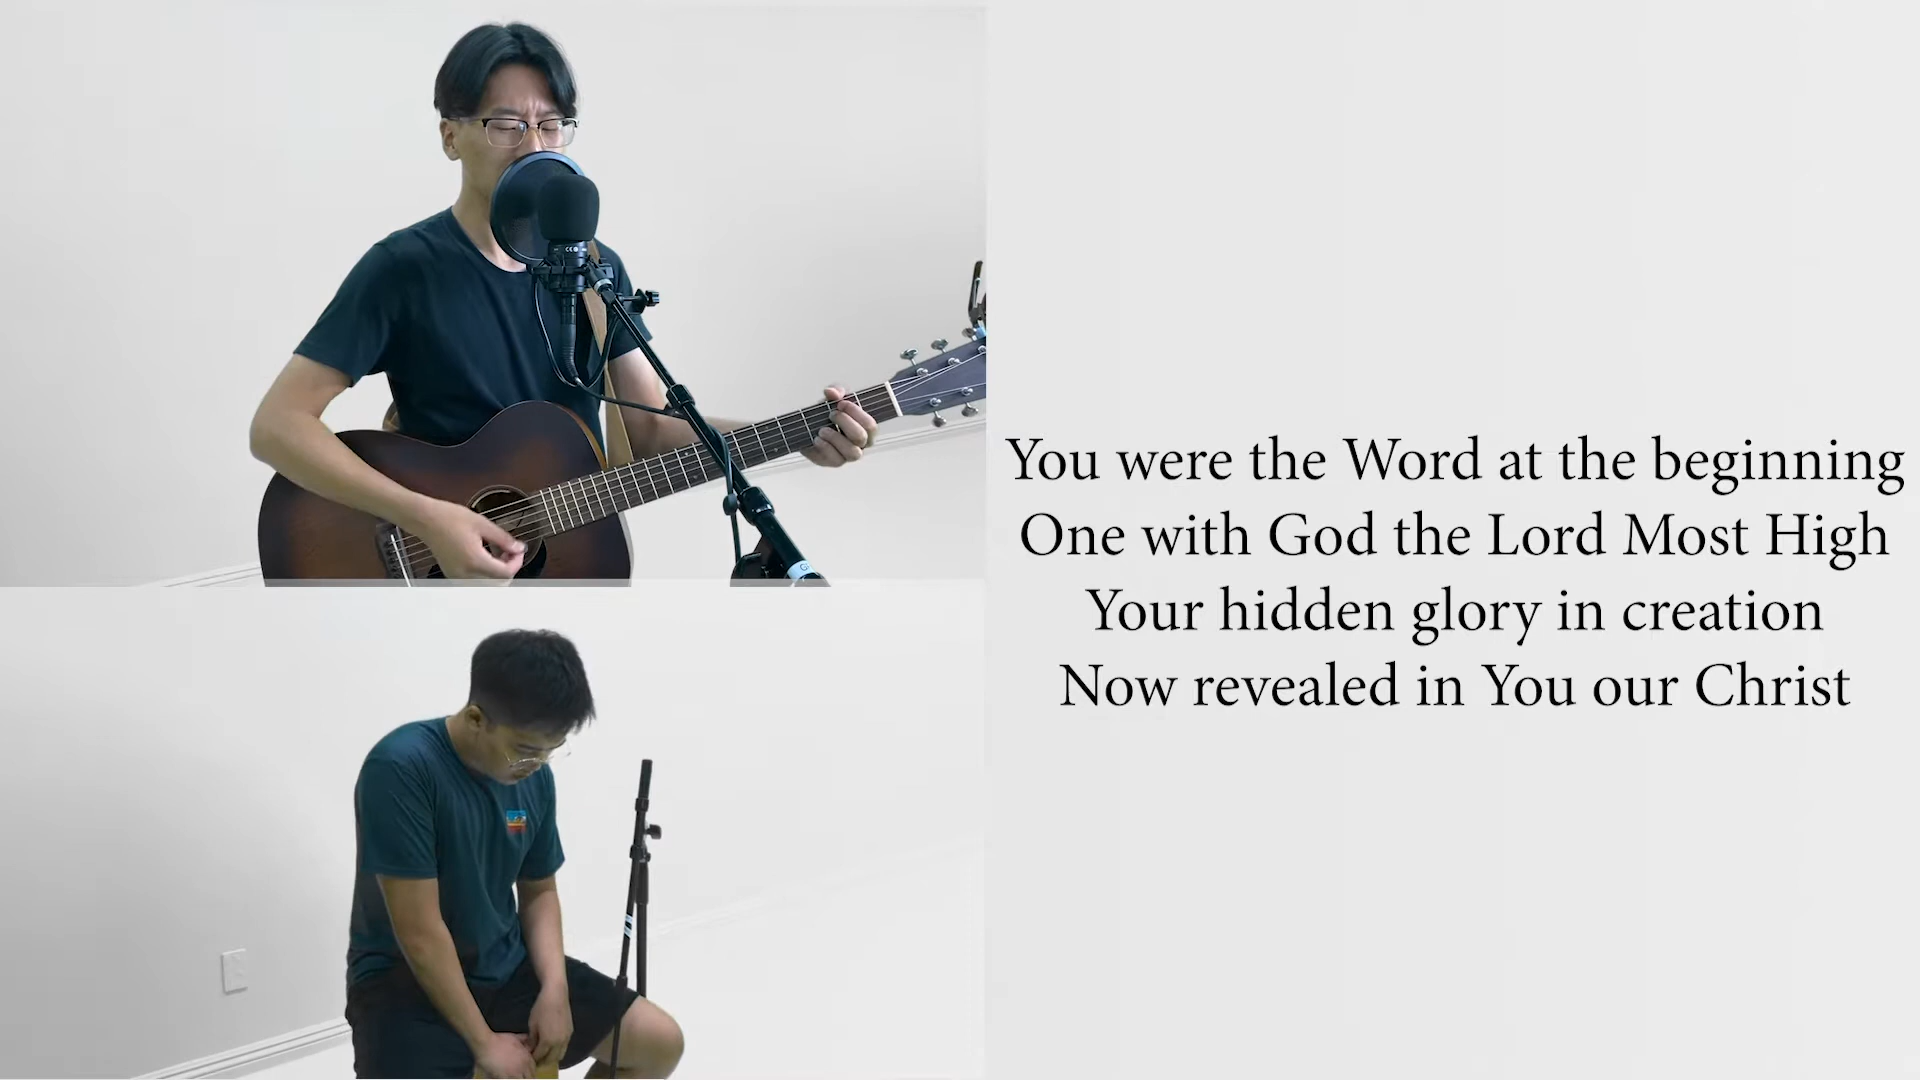 You were the Word at the beginning
One with God the Lord Most High
Your hidden glory in creation
Now revealed in You our Christ